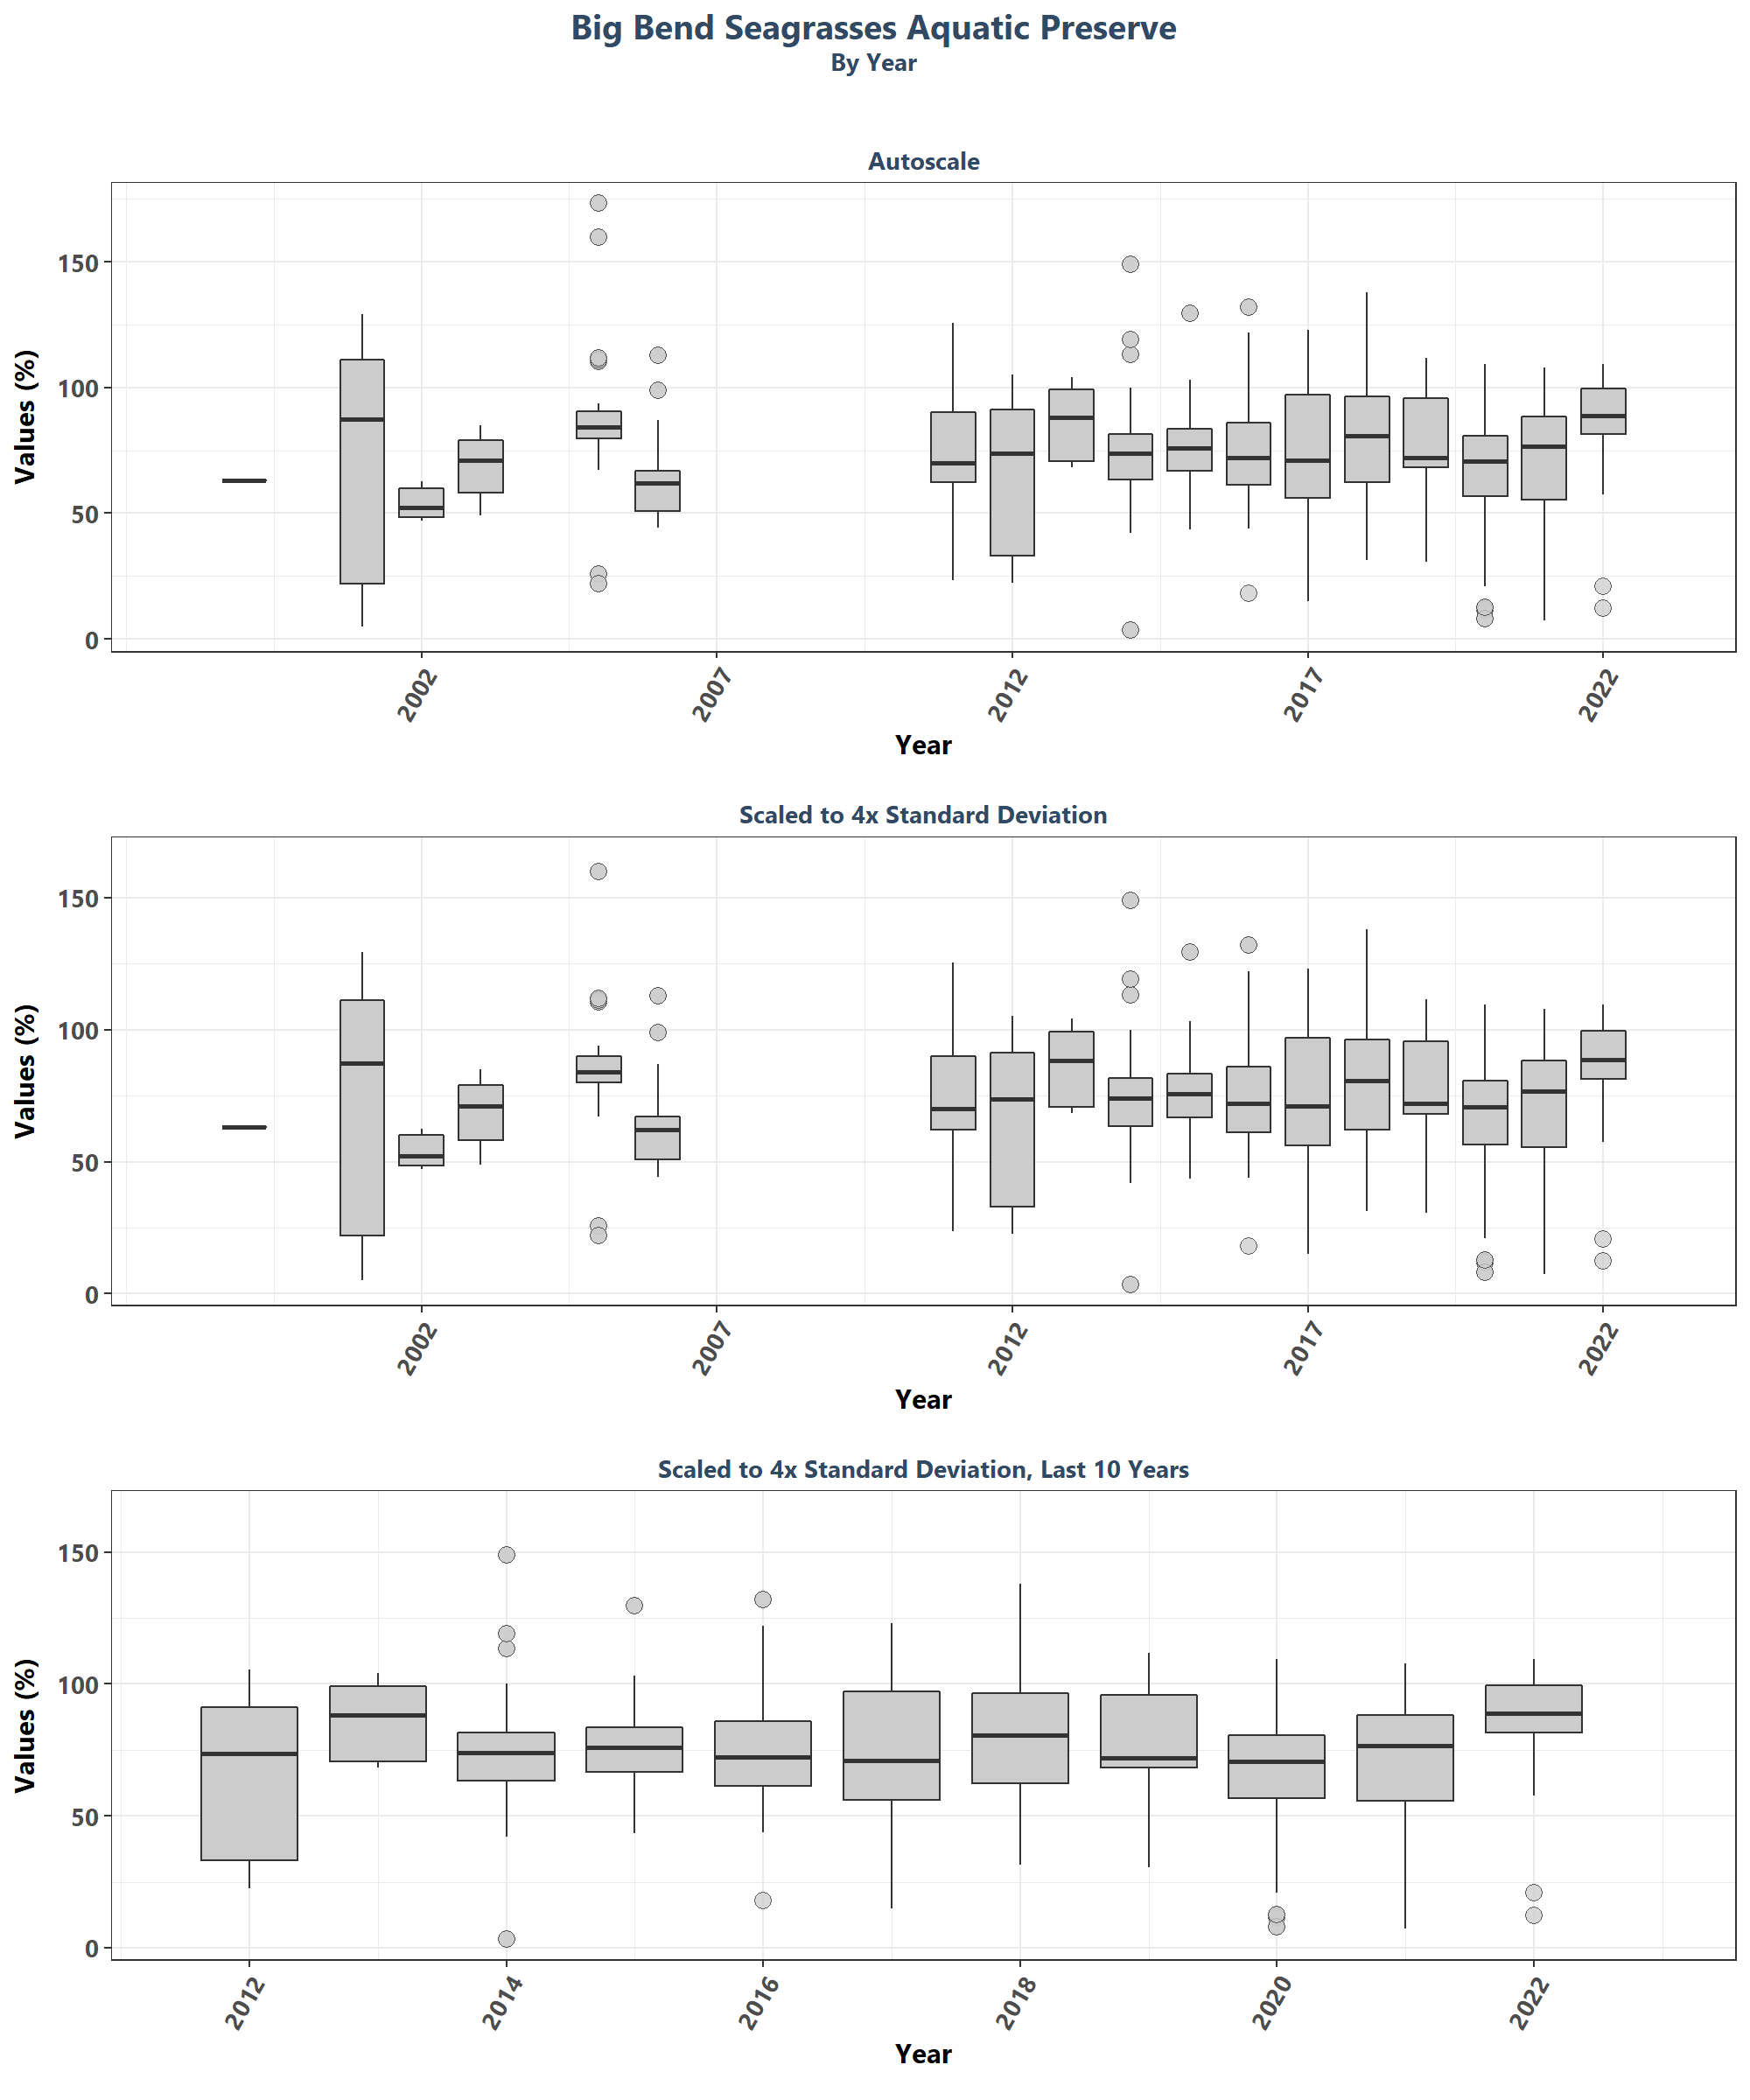 Big Bend Seagrasses Aquatic Preserve
By Year
Autoscale
Values (%)
150
100
50
0
2002
2007
2012
2017
2022
Year
Scaled to 4x Standard Deviation
Values (%)
150
100
50
0
2002
2007
2012
2017
2022
Year
Scaled to 4x Standard Deviation, Last 10 Years
Values (%)
150
100
50
0
2012
2014
2016
2018
2020
2022
Year